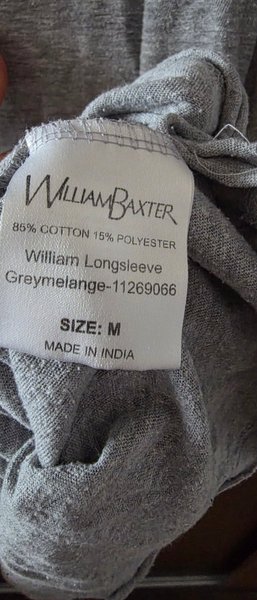 WILLIAMBAXTER
85% COTTON 15% POLYESTER
William Longsleeve
Greymelange-11269066
SIZE: M
MADE IN INDIA